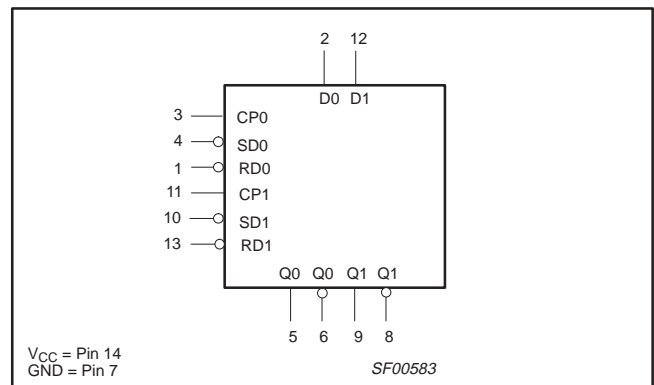 2 12
D0 D1
3 CP0
4 SD0
1 RD0
11 CP1
10 SD1
13 RD1
Q0 Q0 Q1 Q1
5 6 9 8
VCC = Pin 14
GND = Pin 7
SF00583